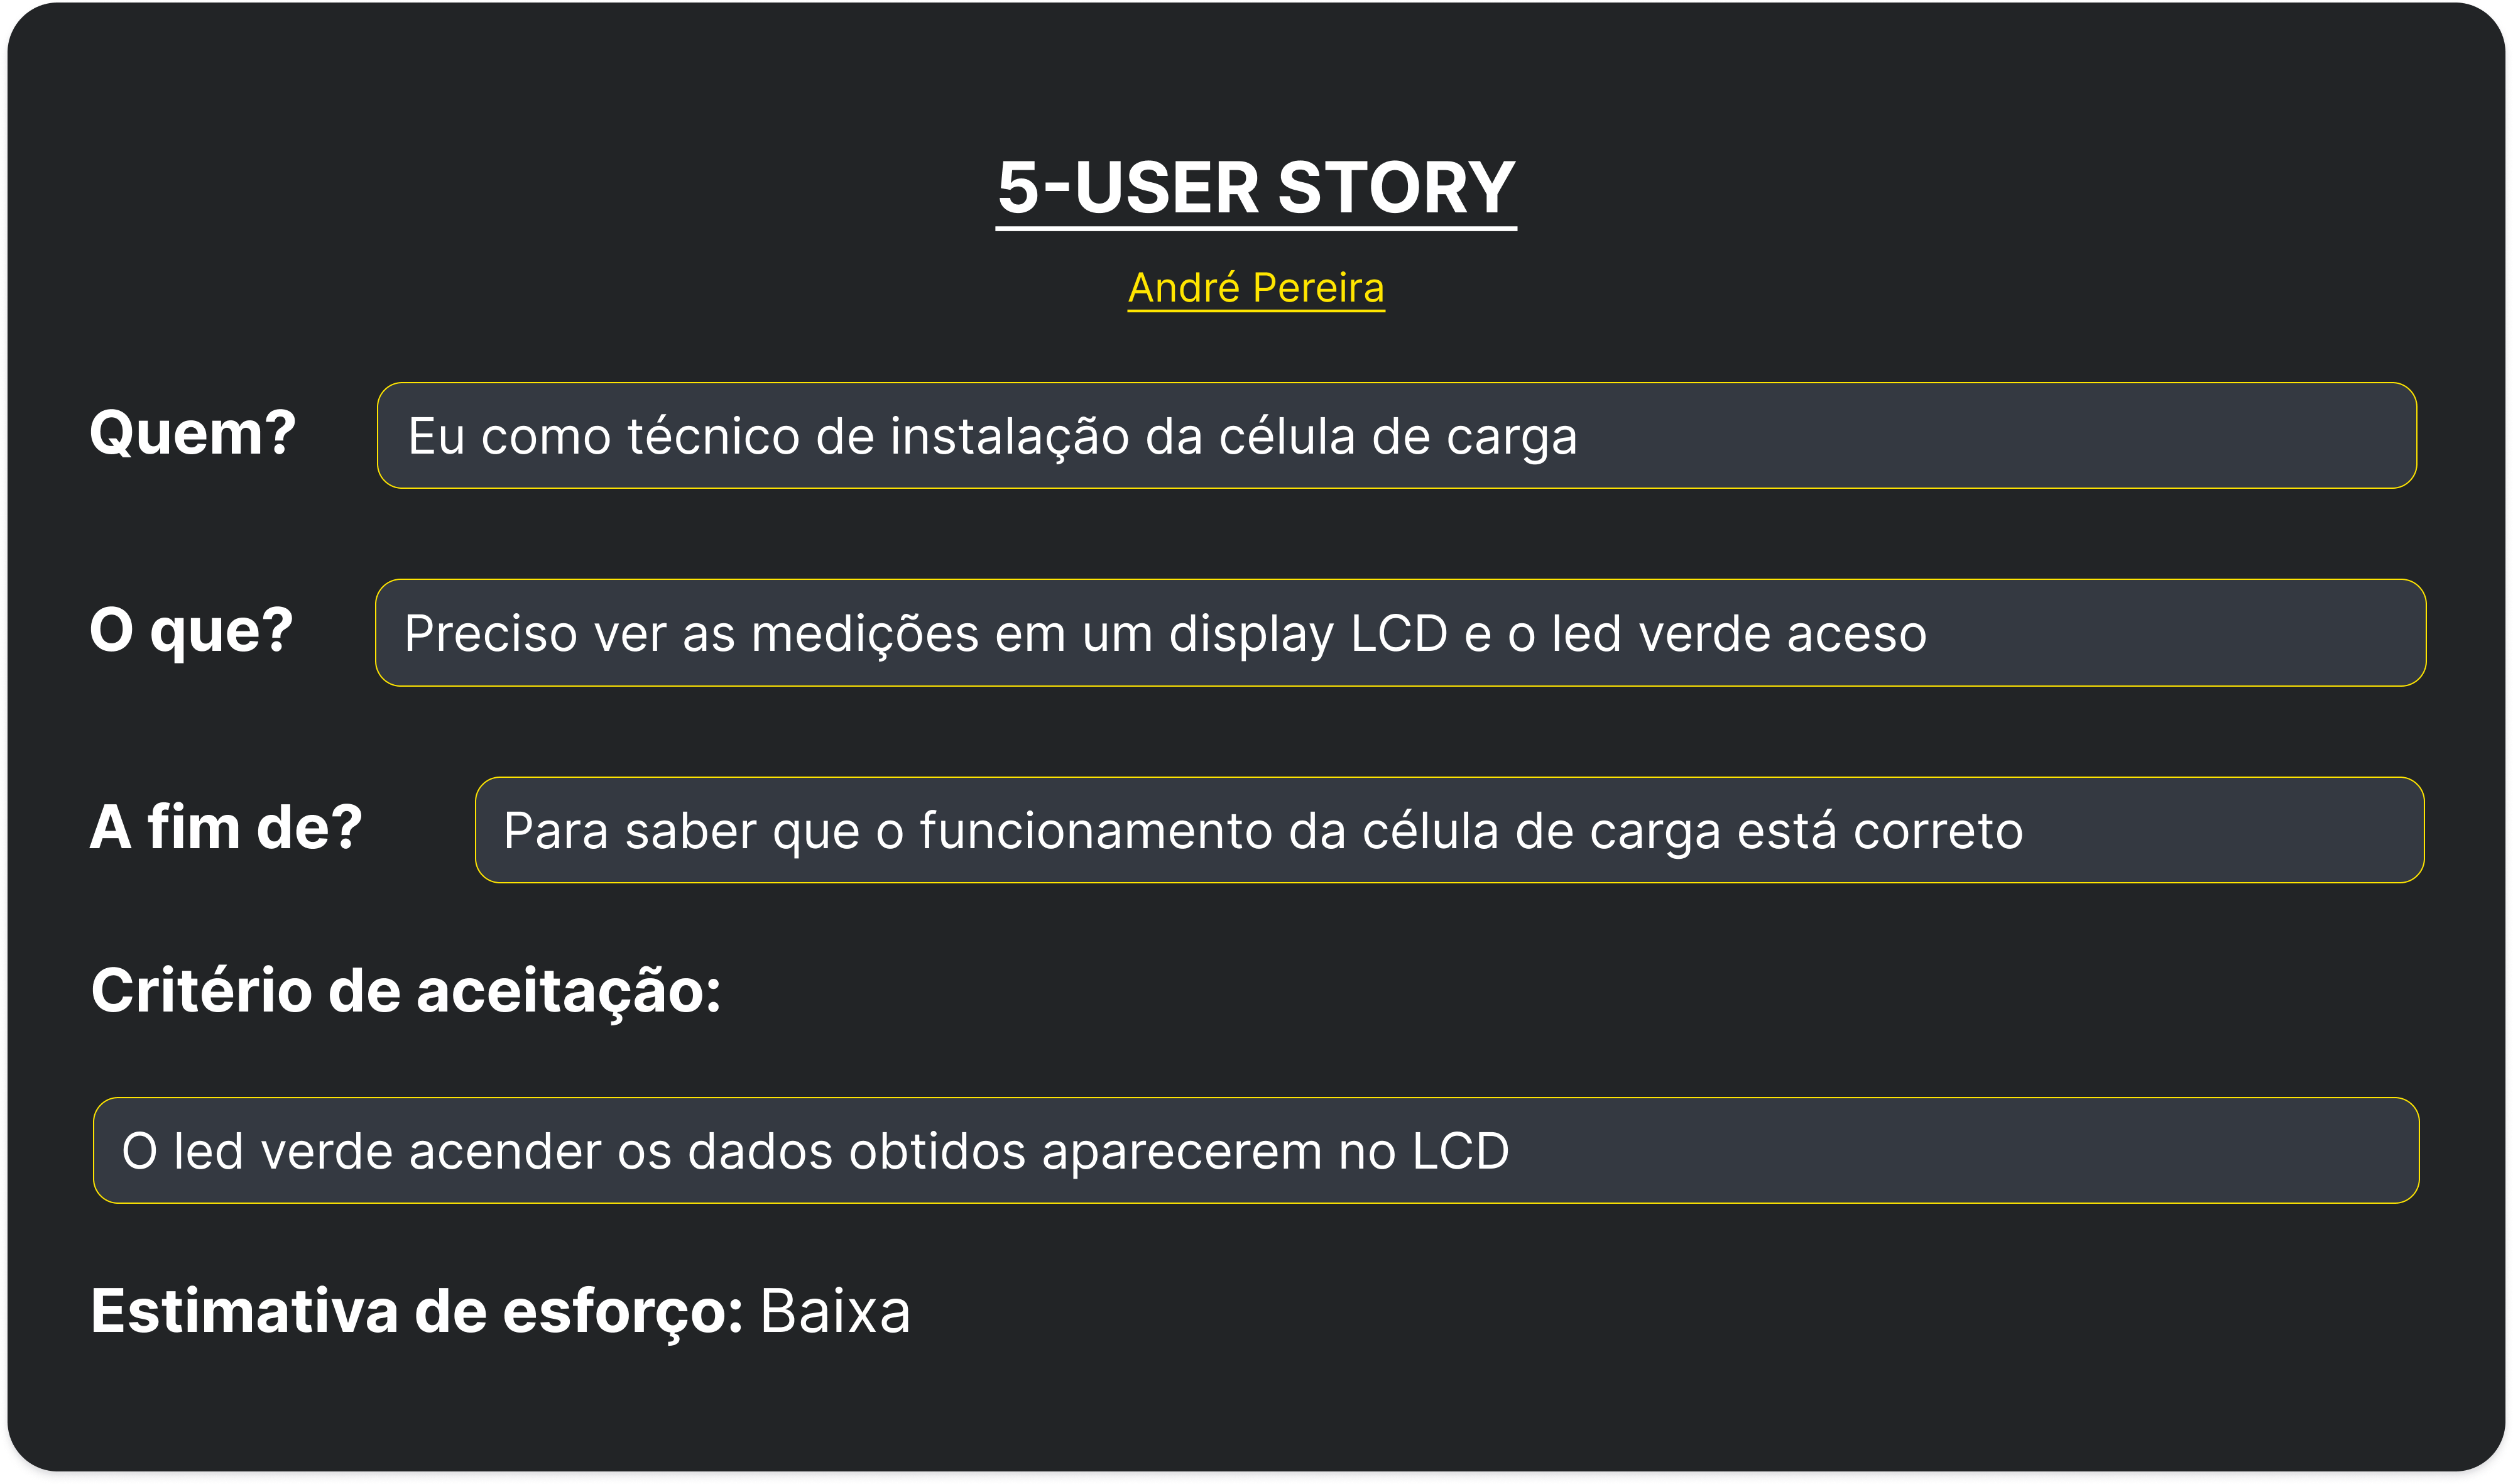 5-USER STORY
André Pereira
Quem? Eu como técnico de instalação da célula de carga
O que? Preciso ver as medições em um display LCD e o led verde aceso
A fim de? Para saber que o funcionamento da célula de carga está correto
Critério de aceitação:
O led verde acender os dados obtidos aparecerem no LCD
Estimativa de esforço: Baixa